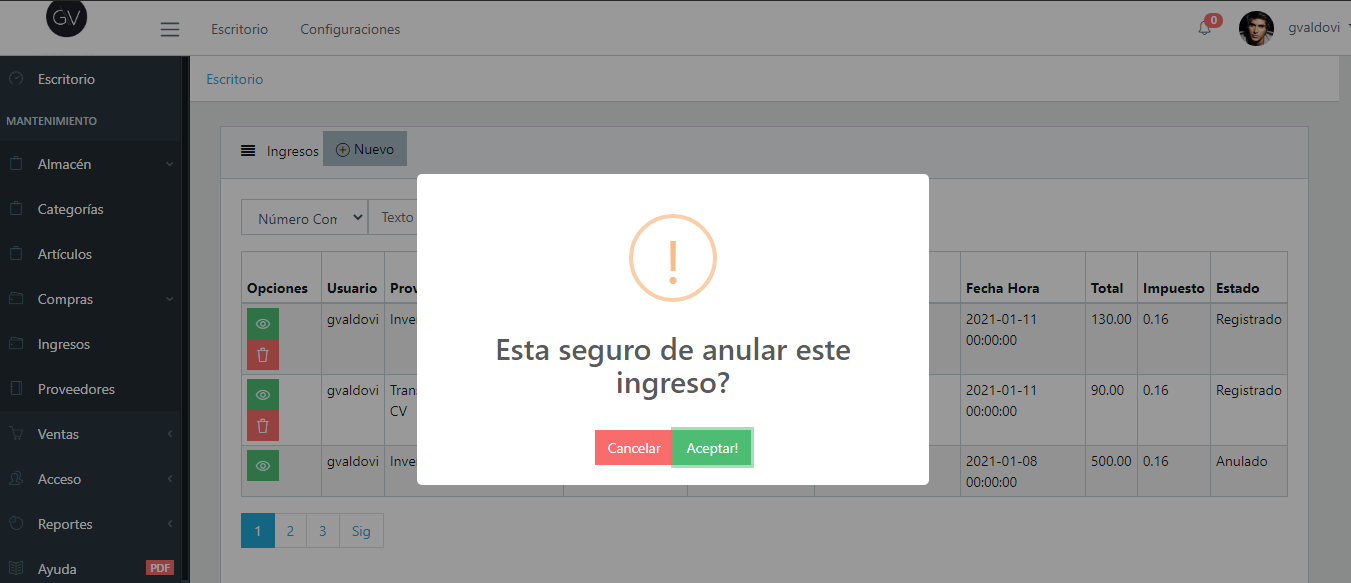 GV
Escritorio
Configuraciones
0
gvaldovi
Escritorio
MANTENIMIENTO
Almacén
Categorías
Artículos
Compras
Ingresos
Proveedores
Ventas
Acceso
Reportes
Ayuda
PDF
Escritorio
Ingresos
Nuevo
Número Com
Texto
Opciones Usuario Prov Fecha Hora Total Impuesto Estado
gvaldovi Inver 2021-01-11 130.00 0.16 Registrado
00:00:00
gvaldovi Tran 2021-01-11 90.00 0.16 Registrado
CV 00:00:00
gvaldovi Inver 2021-01-08 500.00 0.16 Anulado
00:00:00
1 2 3 Sig
Esta seguro de anular este
ingreso?
Cancelar
Aceptar!